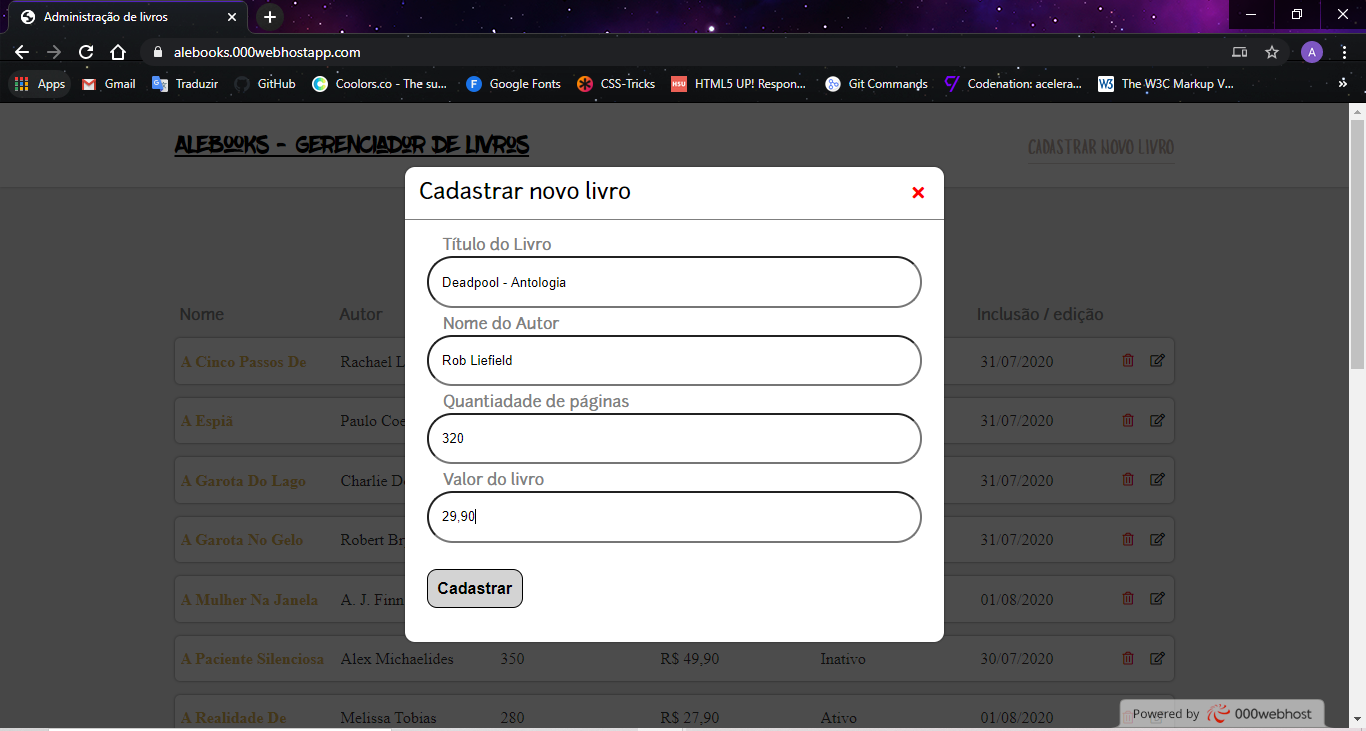 Administração de livros
alebooks.000webhostapp.com
A
Apps Gmail Traduzir GitHub Coolors.co - The su... Google Fonts CSS-Tricks HSU HTML5 UP! Respon... Git Commands Codenation: acelera... W3 The W3C Markup V... »
ALEBOOKS - GERENCIADOR DE LIVROS
CADASTRAR NOVO LIVRO
Cadastrar novo livro
Título do Livro
Deadpool - Antologia
Nome do Autor
Rob Liefield
Quantiadade de páginas
320
Valor do livro
29,90
Cadastrar
Nome Autor Inclusão / edição
A Cinco Passos De Rachael L 31/07/2020
A Espiã Paulo Coe 31/07/2020
A Garota Do Lago Charlie D 31/07/2020
A Garota No Gelo Robert Br 31/07/2020
A Mulher Na Janela A. J. Finn 01/08/2020
A Paciente Silenciosa Alex Michaelides 350 R$ 49,90 Inativo 30/07/2020
A Realidade De Melissa Tobias 280 R$ 27,90 Ativo 01/08/2020
Powered by 000webhost